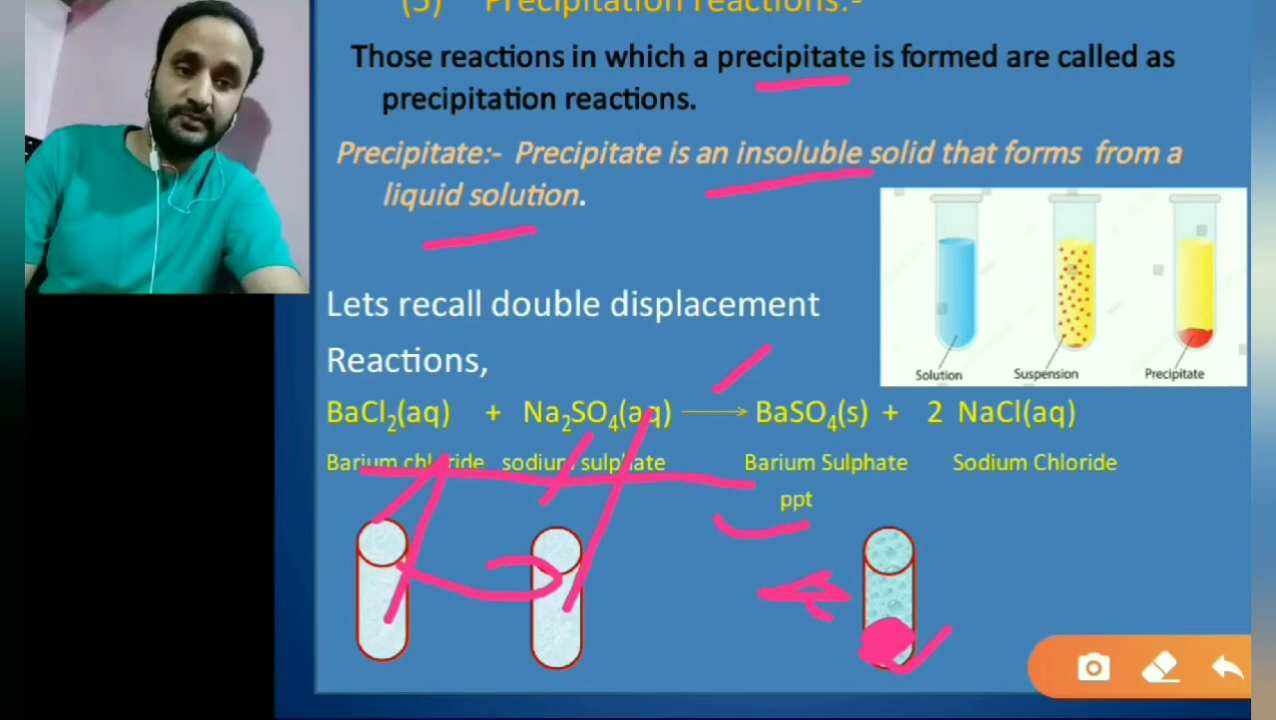 (5) Precipitation reactions:-
Those reactions in which a precipitate is formed are called as
precipitation reactions.
Precipitate:- Precipitate is an insoluble solid that forms from a
liquid solution.
Solution Suspension Precipitate
Lets recall double displacement
Reactions,
BaCl₂(aq) + Na₂SO₄(aq) → BaSO₄(s) + 2 NaCl(aq)
Barium chloride sodium sulphate Barium Sulphate Sodium Chloride
ppt